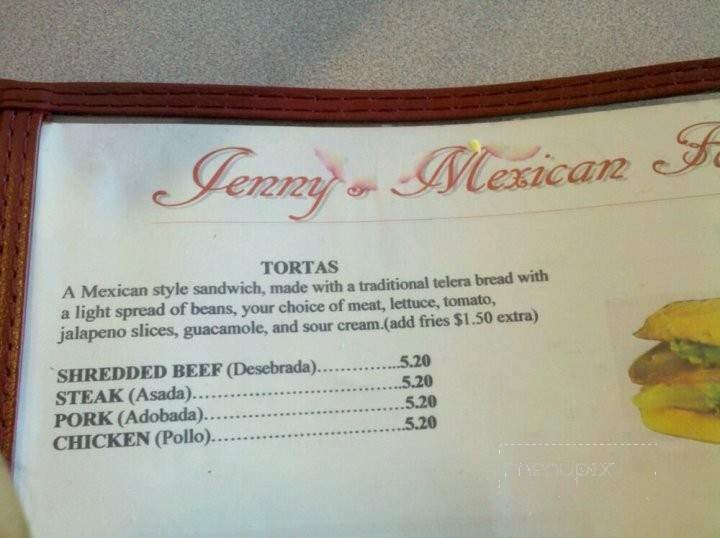 Jenny's Mexican
TORTAS
A Mexican style sandwich, made with a traditional telera bread with
a light spread of beans, your choice of meat, lettuce, tomato,
jalapeno slices, guacamole, and sour cream.(add fries $1.50 extra)
SHREDDED BEEF (Desebrada)...............5.20
STEAK (Asada)....................................5.20
PORK (Adobada).................................5.20
CHICKEN (Pollo).................................5.20
menupix